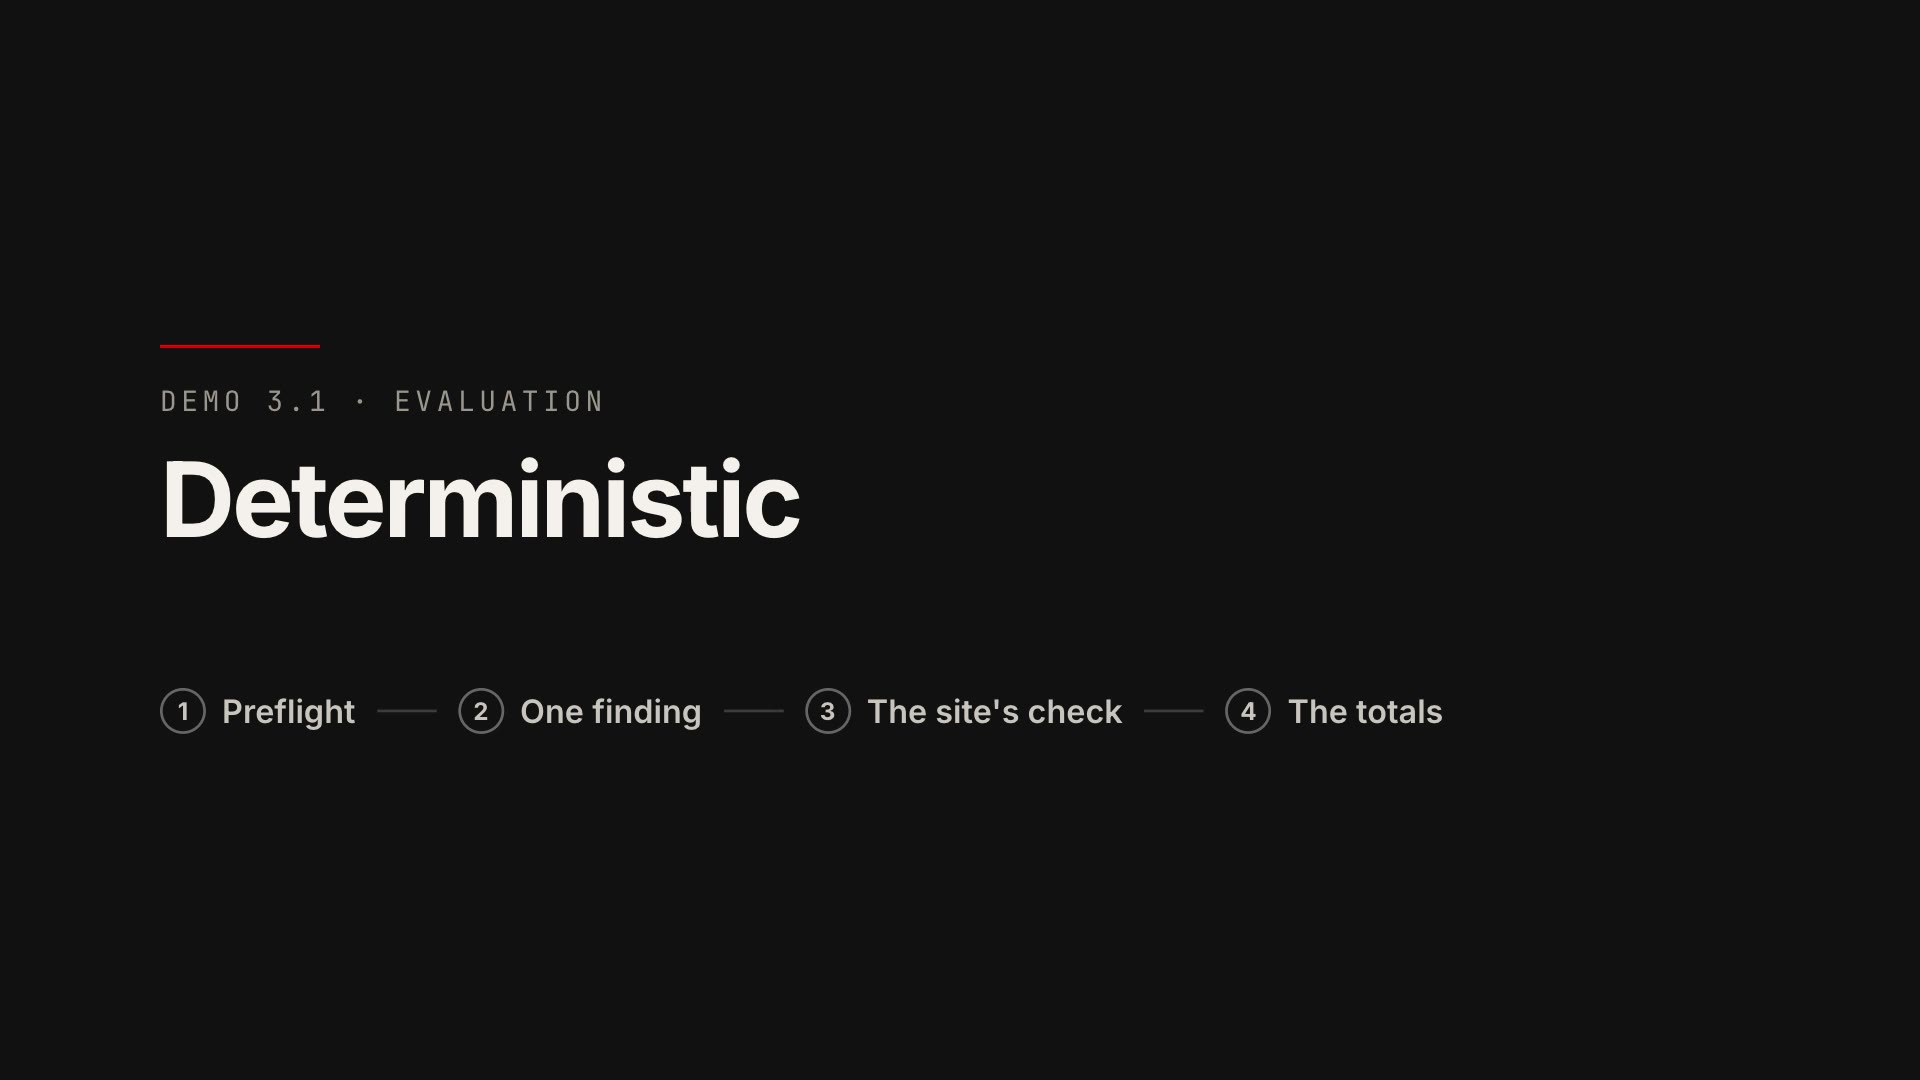 DEMO 3.1 · EVALUATION
Deterministic
1 Preflight 2 One finding 3 The site's check 4 The totals